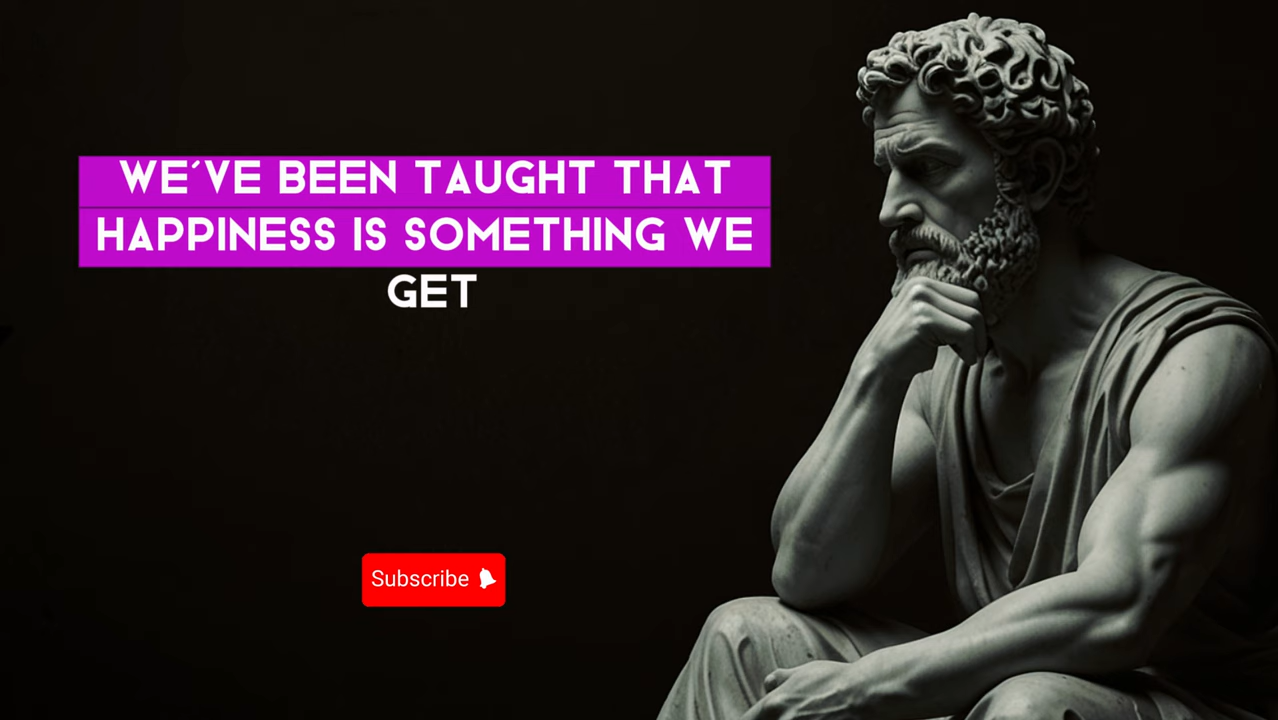 WE´VE BEEN TAUGHT THAT
HAPPINESS IS SOMETHING WE
GET
Subscribe